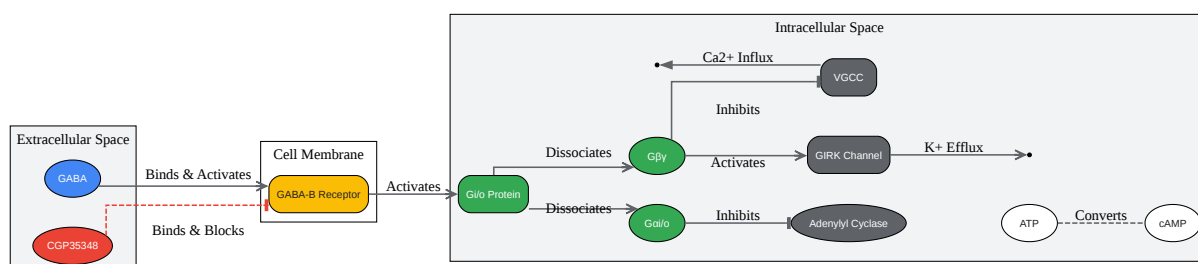 Intracellular Space
Ca2+ Influx
VGCC
Inhibits
Extracellular Space
GABA
Binds & Activates
CGP35348
Binds & Blocks
Cell Membrane
GABA-B Receptor
Activates
Gi/o Protein
Dissociates
Gβγ
Activates
GIRK Channel
K+ Efflux
Dissociates
Gαi/o
Inhibits
Adenylyl Cyclase
ATP
Converts
cAMP